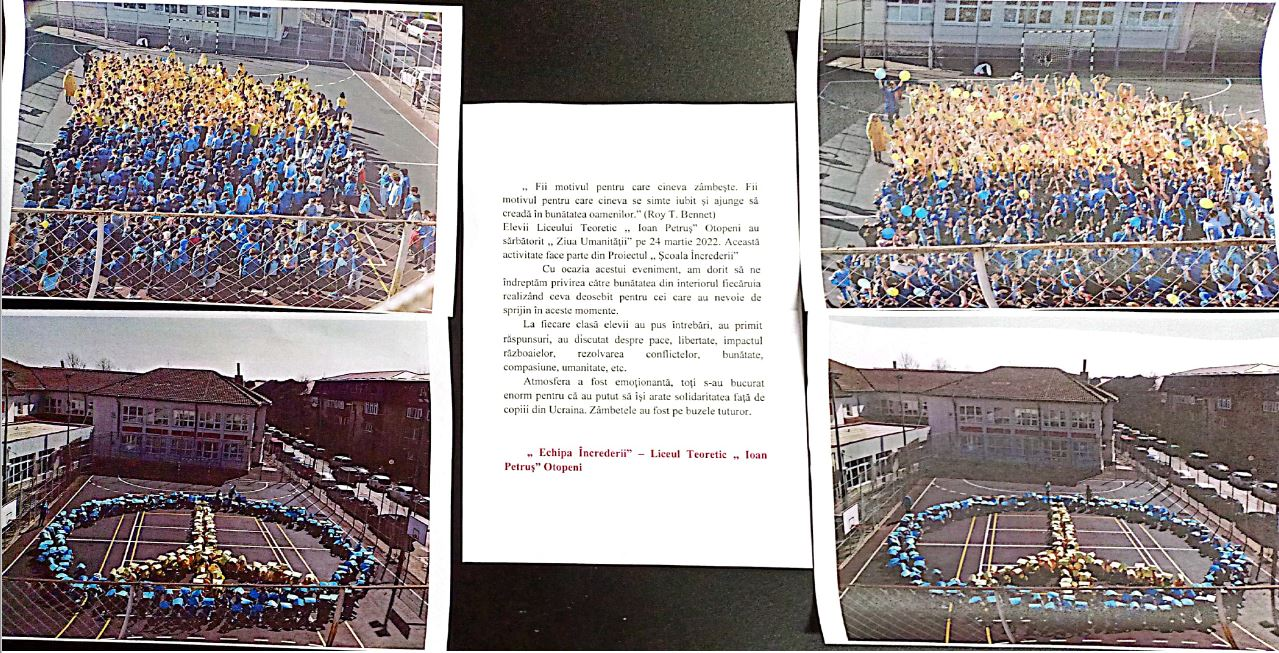 ,, Fii motivul pentru care cineva zâmbește. Fii
motivul pentru care cineva se simte iubit și ajunge să
creadă în bunătatea oamenilor.” (Roy T. Bennet)
Elevii Liceului Teoretic ,, Ioan Petruș” Otopeni au
sărbătorit ,, Ziua Umanității” pe 24 martie 2022. Această
activitate face parte din Proiectul ,, Școala Încrederii”
Cu ocazia acestui eveniment, am dorit să ne
îndreptăm privirea către bunătatea din interiorul fiecăruia
realizând ceva deosebit pentru cei care au nevoie de
sprijin în aceste momente.
La fiecare clasă elevii au pus întrebări, au primit
răspunsuri, au discutat despre pace, libertate, impactul
războaielor, rezolvarea conflictelor, bunătate,
compasiune, umanitate, etc.
Atmosfera a fost emoționantă, toți s-au bucurat
enorm pentru că au putut să își arate solidaritatea față de
copiii din Ucraina. Zâmbetele au fost pe buzele tuturor.
,, Echipa Încrederii” – Liceul Teoretic ,, Ioan
Petruș” Otopeni